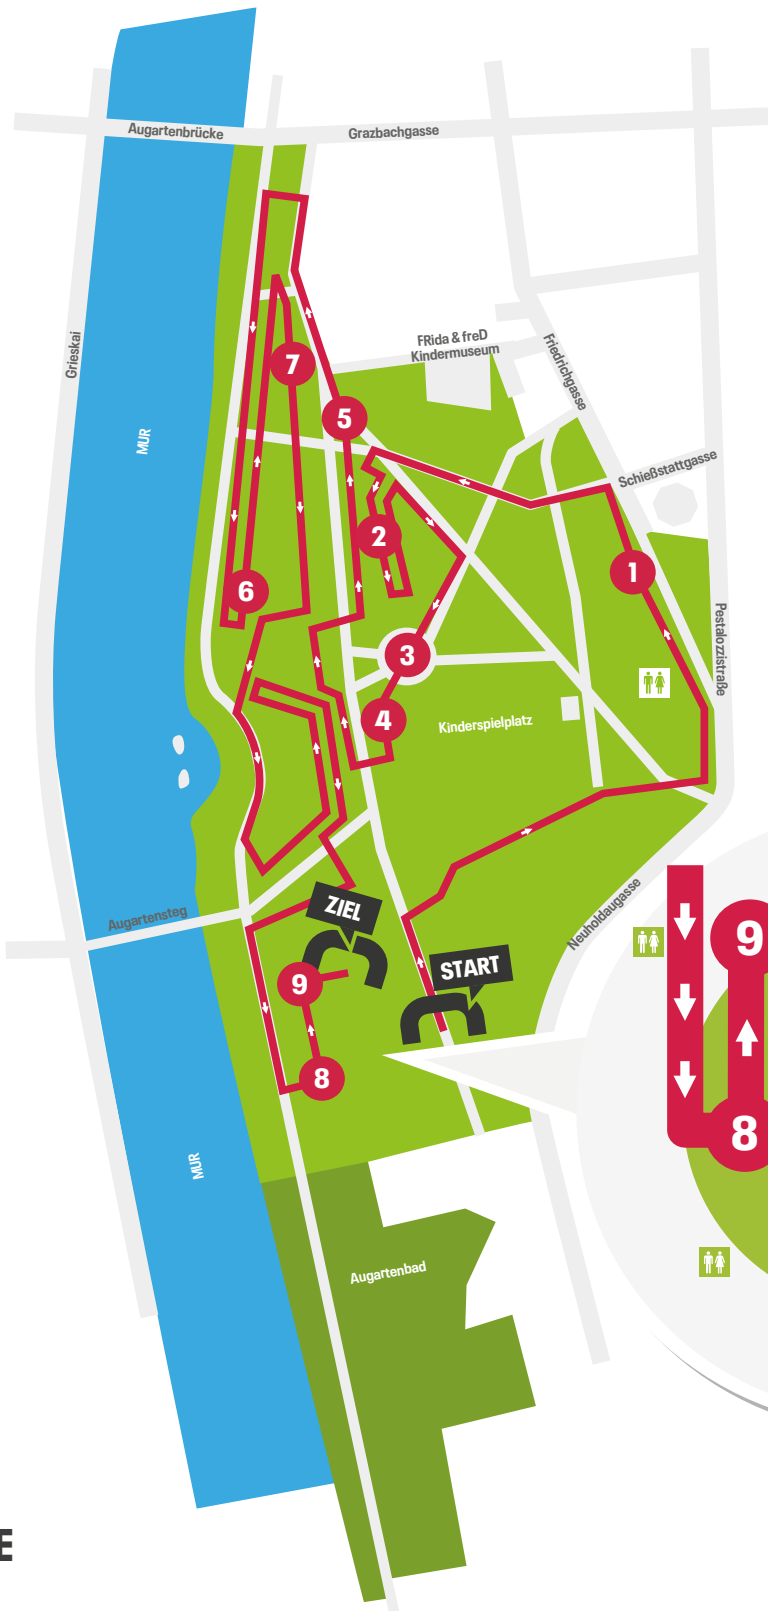 Augartenbrücke
Grazbachgasse
Grieskai
MUR
FRida & freD
Kindermuseum
Friedrichgasse
7
5
Schießstattgasse
2
1
6
3
Pestalozzistraße
4
Kinderspielplatz
Augartensteg
ZIEL
Neuholdaugasse
START
9
9
8
8
MUR
Augartenbad
E